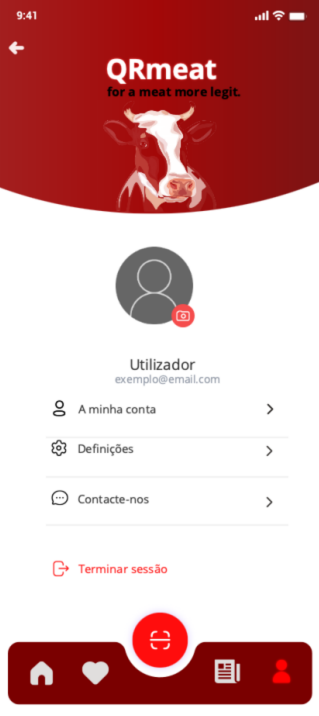 9:41
QRmeat
for a meat more legit.
Utilizador
exemplo@email.com
A minha conta
Definições
Contacte-nos
Terminar sessão